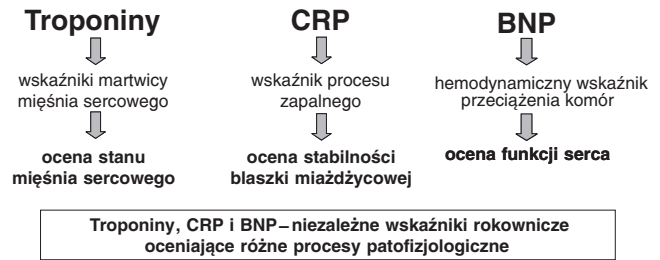 Troponiny
wskaźniki martwicy
mięśnia sercowego
ocena stanu
mięśnia sercowego
CRP
wskaźnik procesu
zapalnego
ocena stabilności
blaszki miażdżycowej
BNP
hemodynamiczny wskaźnik
przeciążenia komór
ocena funkcji serca
Troponiny, CRP i BNP – niezależne wskaźniki rokownicze
oceniające różne procesy patofizjologiczne